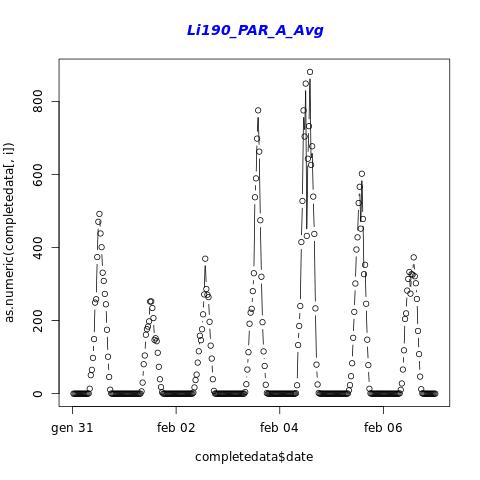 Li190_PAR_A_Avg
as.numeric(completedata[, i])
800
600
400
200
0
gen 31 feb 02 feb 04 feb 06
completedata$date